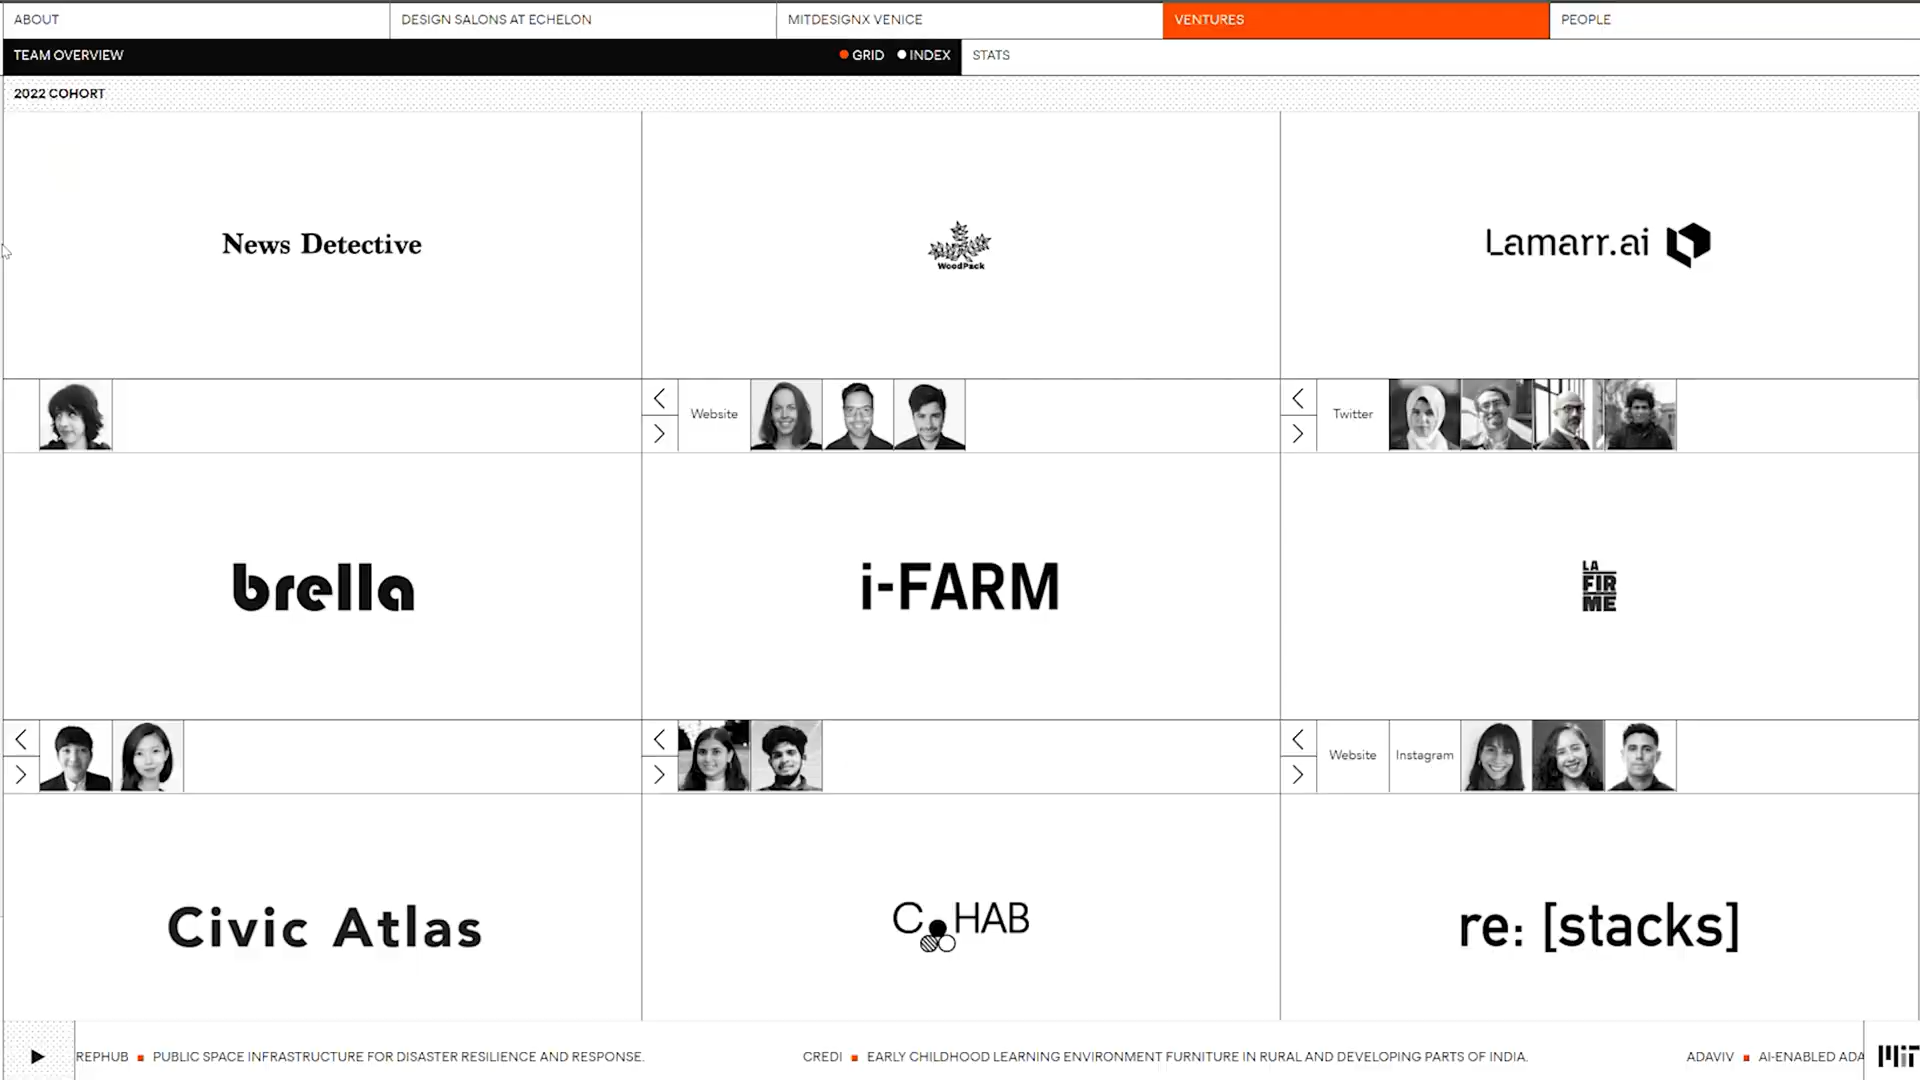 ABOUT
DESIGN SALONS AT ECHELON
MITDESIGNX VENICE
VENTURES
PEOPLE
TEAM OVERVIEW
GRID
INDEX
STATS
2022 COHORT
News Detective
WoodPack
Lamarr.ai
Website
Twitter
brella
i-FARM
LA
FIR
ME
Website
Instagram
Civic Atlas
COHAB
re: [stacks]
REPHUB ■ PUBLIC SPACE INFRASTRUCTURE FOR DISASTER RESILIENCE AND RESPONSE.
CREDI ■ EARLY CHILDHOOD LEARNING ENVIRONMENT FURNITURE IN RURAL AND DEVELOPING PARTS OF INDIA.
ADAVIV ■ AI-ENABLED ADA
MIT